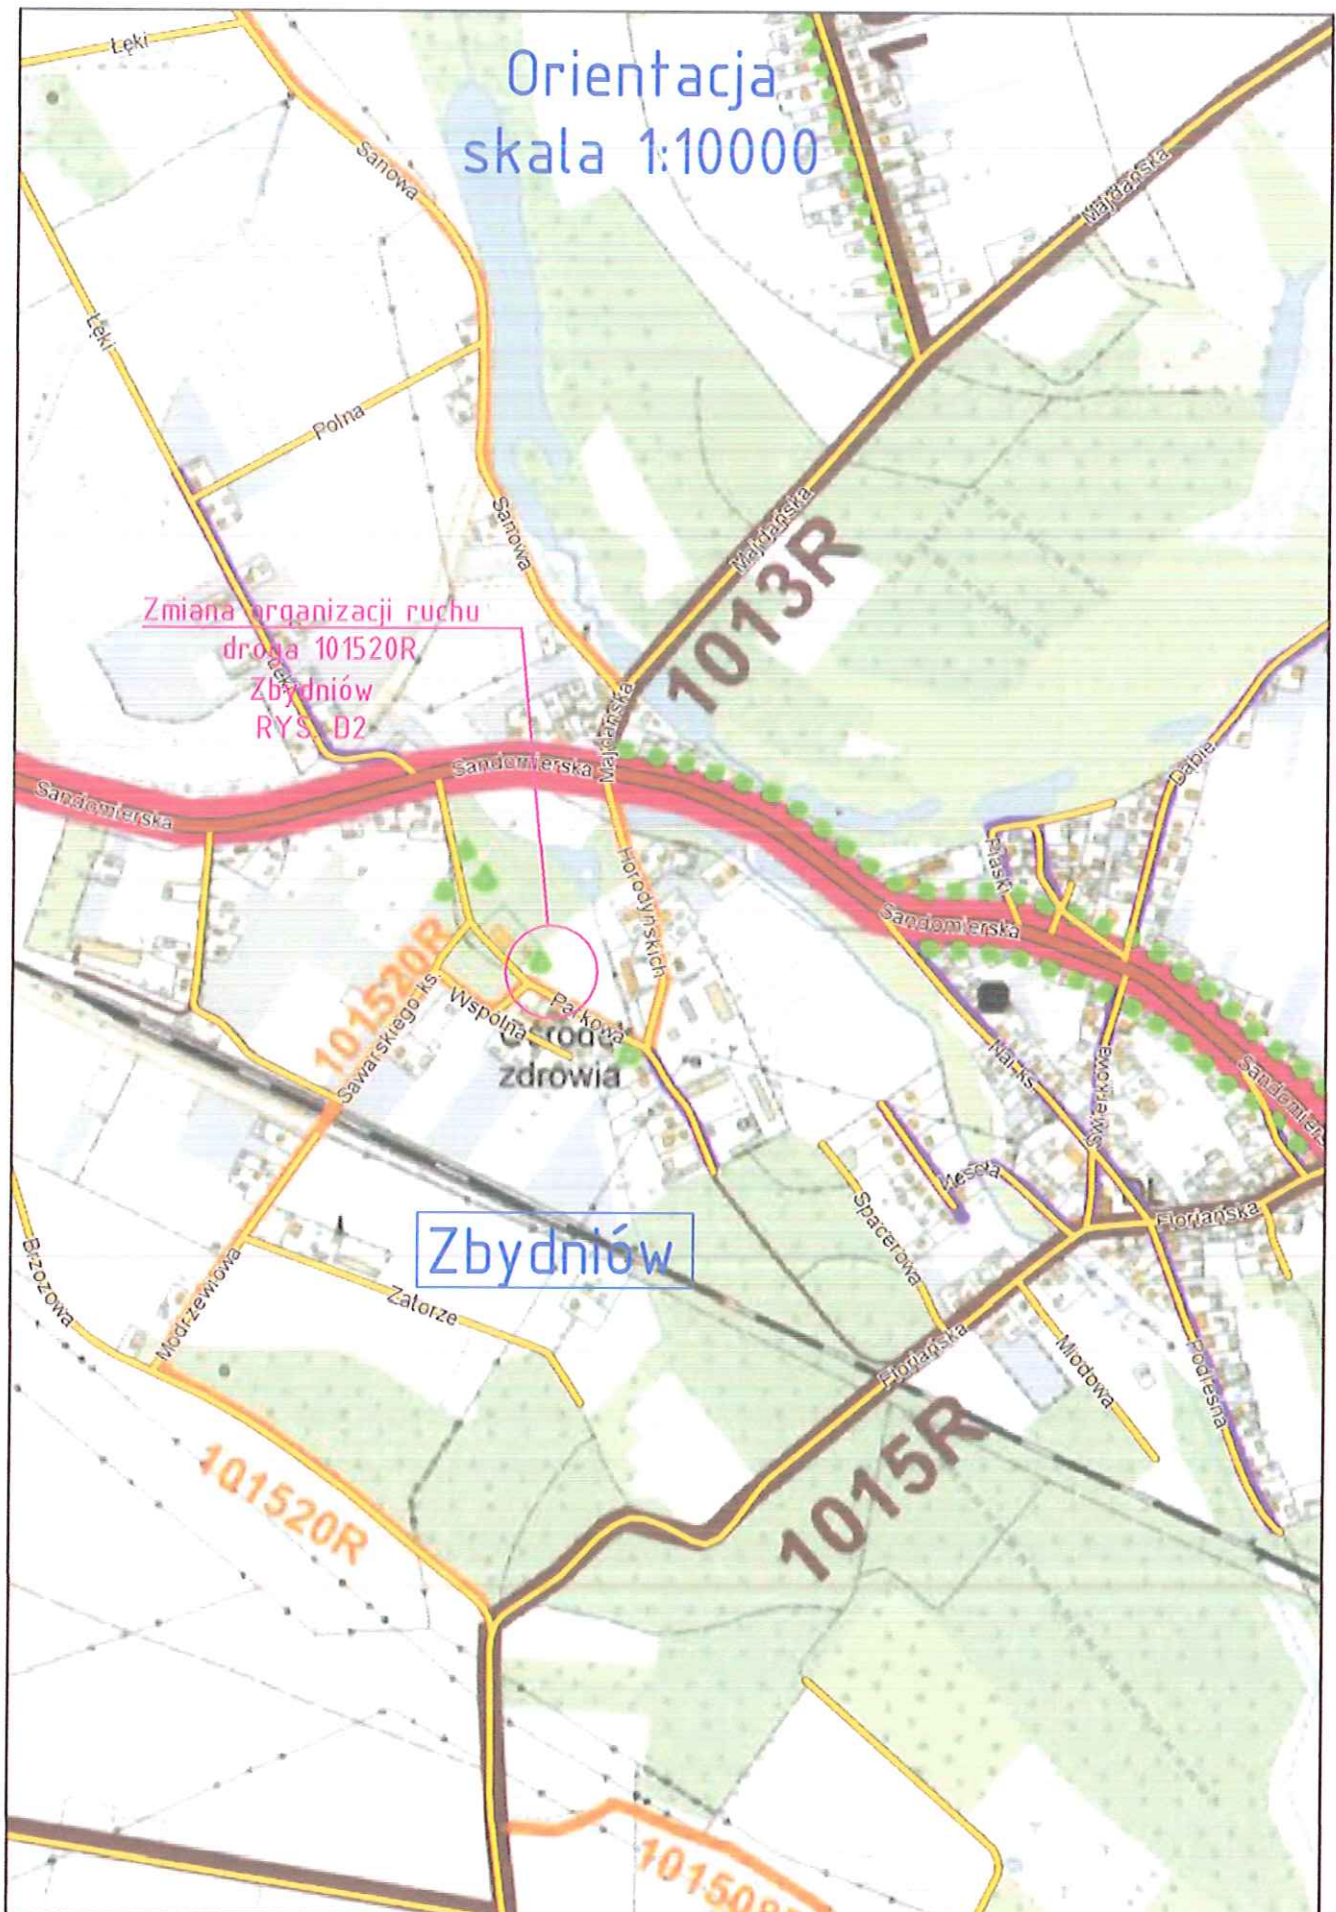 Łęki
Orientacja
skala 1:10000
Sanowa
Majdańska
Łęki
Polna
Sanowa
Majdańska
1013R
Zmiana organizacji ruchu
droga 101520R
Zbydniów
RYS. D2
Majdańska
Dąbie
Sandomierska
Sandomierska
Horodyńskich
Piaski
Sandomierska
101520R
Sawarskiego ks.
Wspólna
Parkowa
zdrowia
Świerkowa
Sandomier
Wesoła
Spacerowa
Floriańska
Zbydniów
Brzozowa
Modrzewiowa
Zatorze
Floriańska
Miodowa
Podleśna
101520R
1015R